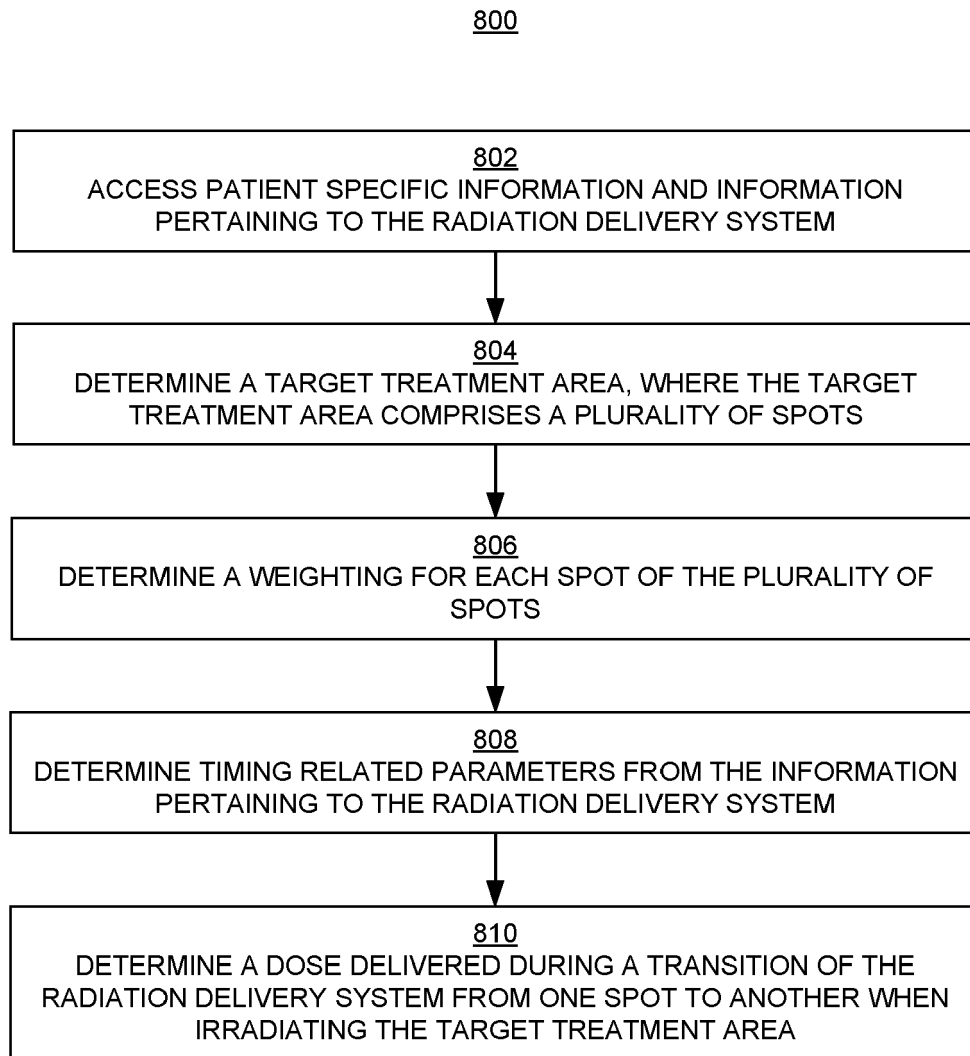 800
802
ACCESS PATIENT SPECIFIC INFORMATION AND INFORMATION
PERTAINING TO THE RADIATION DELIVERY SYSTEM
804
DETERMINE A TARGET TREATMENT AREA, WHERE THE TARGET
TREATMENT AREA COMPRISES A PLURALITY OF SPOTS
806
DETERMINE A WEIGHTING FOR EACH SPOT OF THE PLURALITY OF
SPOTS
808
DETERMINE TIMING RELATED PARAMETERS FROM THE INFORMATION
PERTAINING TO THE RADIATION DELIVERY SYSTEM
810
DETERMINE A DOSE DELIVERED DURING A TRANSITION OF THE
RADIATION DELIVERY SYSTEM FROM ONE SPOT TO ANOTHER WHEN
IRRADIATING THE TARGET TREATMENT AREA